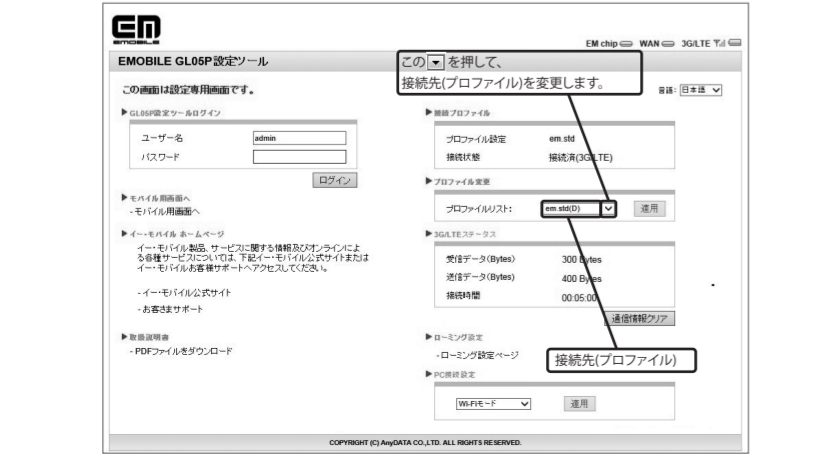 EM
EMOBILE
EM chip WAN 3G/LTE
EMOBILE GL05P設定ツール
この▼を押して、
接続先(プロファイル)を変更します。
この画面は設定専用画面です。
言語: 日本語
GL05P設定ツールログイン
ユーザー名 admin
パスワード
ログイン
モバイル用画面へ
-モバイル用画面へ
イー・モバイル ホームページ
イー・モバイル製品、サービスに関する情報及びオンラインによ
る各種サービスについては、下記イー・モバイル公式サイトまたは
イー・モバイルお客様サポートへアクセスしてください。
-イー・モバイル公式サイト
-お客さまサポート
取扱説明書
-PDFファイルをダウンロード
接続プロファイル
プロファイル設定 em.std
接続状態 接続済(3G/LTE)
プロファイル変更
プロファイルリスト: em.std(D) 適用
3G/LTEステータス
受信データ(Bytes) 300 Bytes
送信データ(Bytes) 400 Bytes
接続時間 00:05:00
通信情報クリア
ローミング設定
-ローミング設定ページ
接続先(プロファイル)
PC接続設定
Wi-Fiモード 適用
COPYRIGHT (C) AnyDATA CO.,LTD. ALL RIGHTS RESERVED.